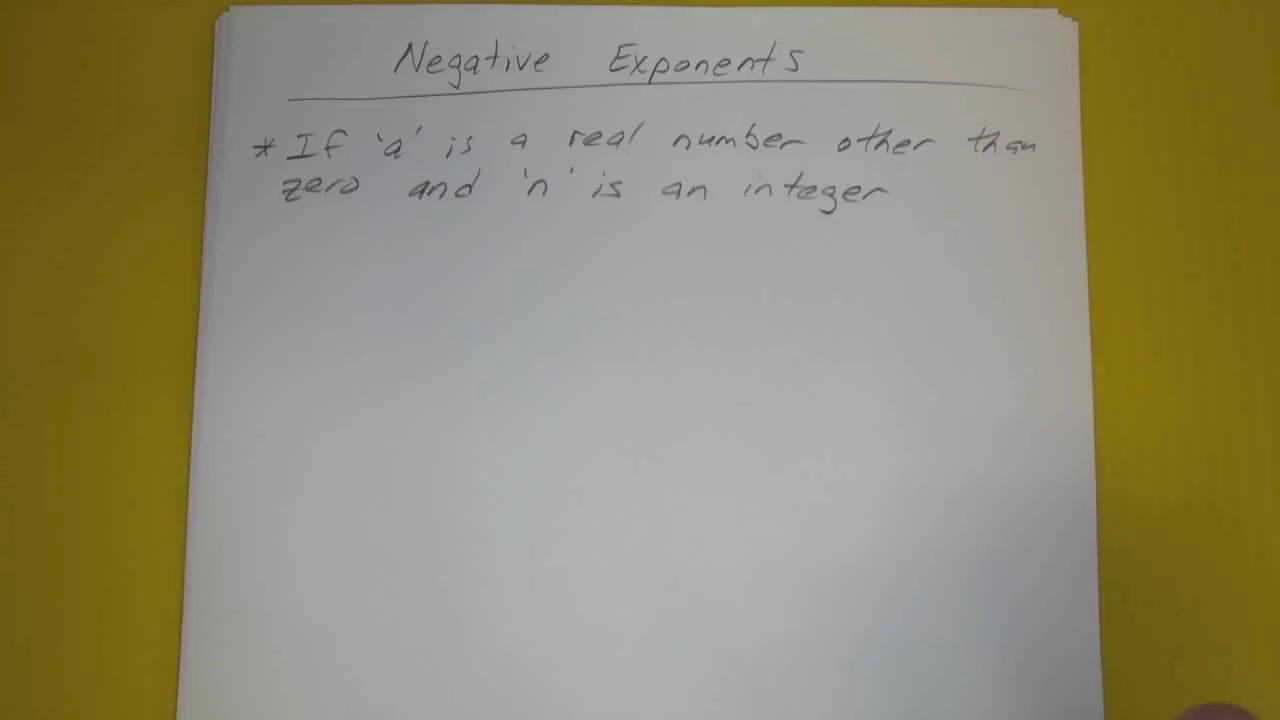 Negative Exponents
* If 'a' is a real number other than
zero and 'n' is an integer